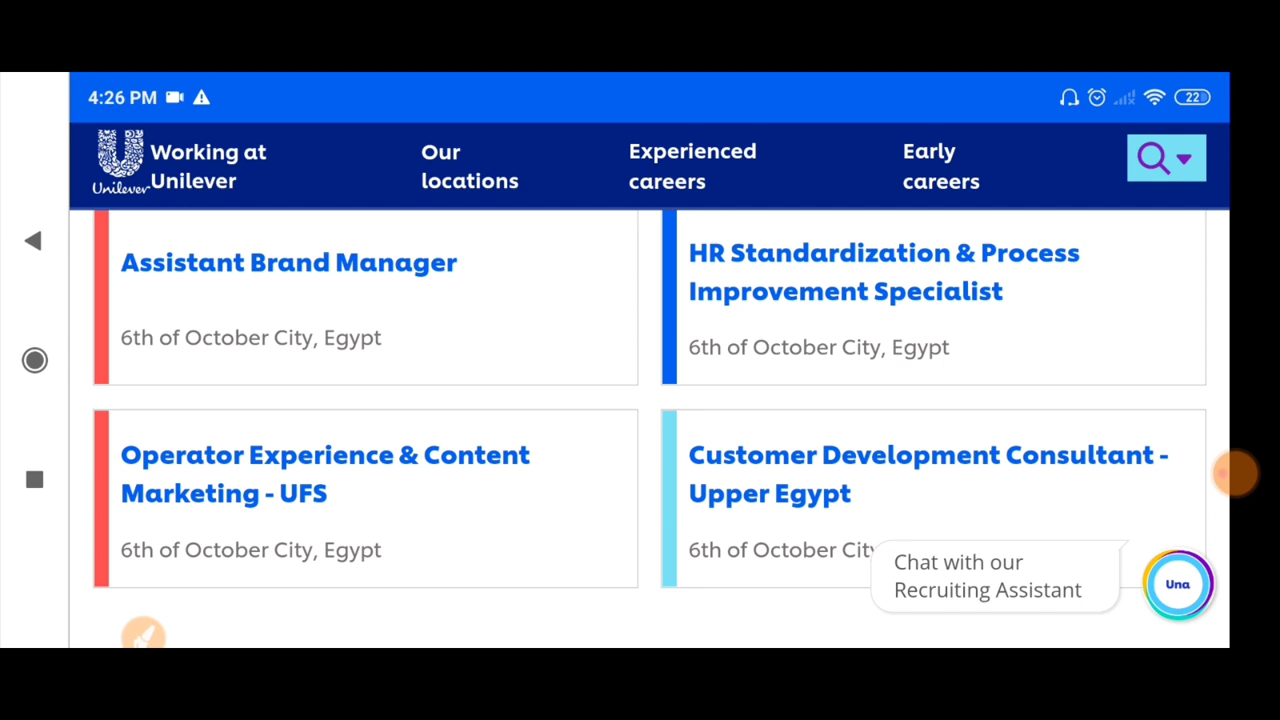 4:26 PM
22
Unilever
Working at
Unilever
Our
locations
Experienced
careers
Early
careers
Assistant Brand Manager
6th of October City, Egypt
HR Standardization & Process
Improvement Specialist
6th of October City, Egypt
Operator Experience & Content
Marketing - UFS
6th of October City, Egypt
Customer Development Consultant -
Upper Egypt
6th of October City
Chat with our
Recruiting Assistant
Una